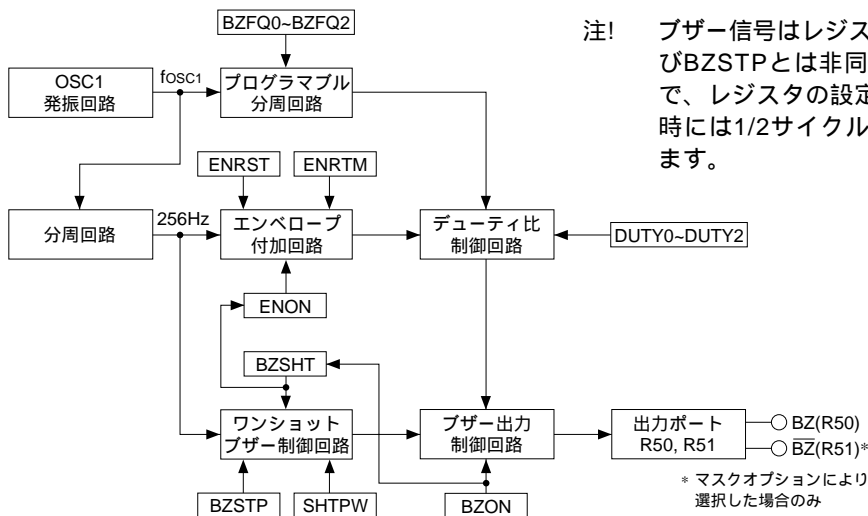 BZFQ0~BZFQ2
OSC1
発振回路
fOSC1
プログラマブル
分周回路
注! ブザー信号はレジス
びBZSTPとは非同
で、レジスタの設定
時には1/2サイクル
ます。
ENRST
ENRTM
分周回路
256Hz
エンベロープ
付加回路
デューティ比
制御回路
DUTY0~DUTY2
ENON
BZSHT
ワンショット
ブザー制御回路
ブザー出力
制御回路
出力ポート
R50, R51
BZ(R50)
B̅Z̅(R51)*
* マスクオプションにより
選択した場合のみ
BZSTP
SHTPW
BZON